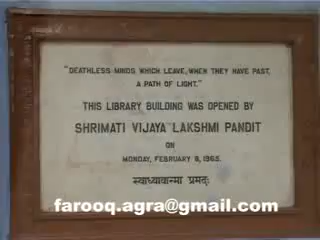 "DEATHLESS MINDS, WHICH LEAVE, WHEN THEY HAVE PAST,
A PATH OF LIGHT."
THIS LIBRARY BUILDING WAS OPENED BY
SHRIMATI VIJAYA LAKSHMI PANDIT
ON
MONDAY, FEBRUARY 8, 1965.
स्वाध्यायान्मा प्रमदः
farooq.agra@gmail.com